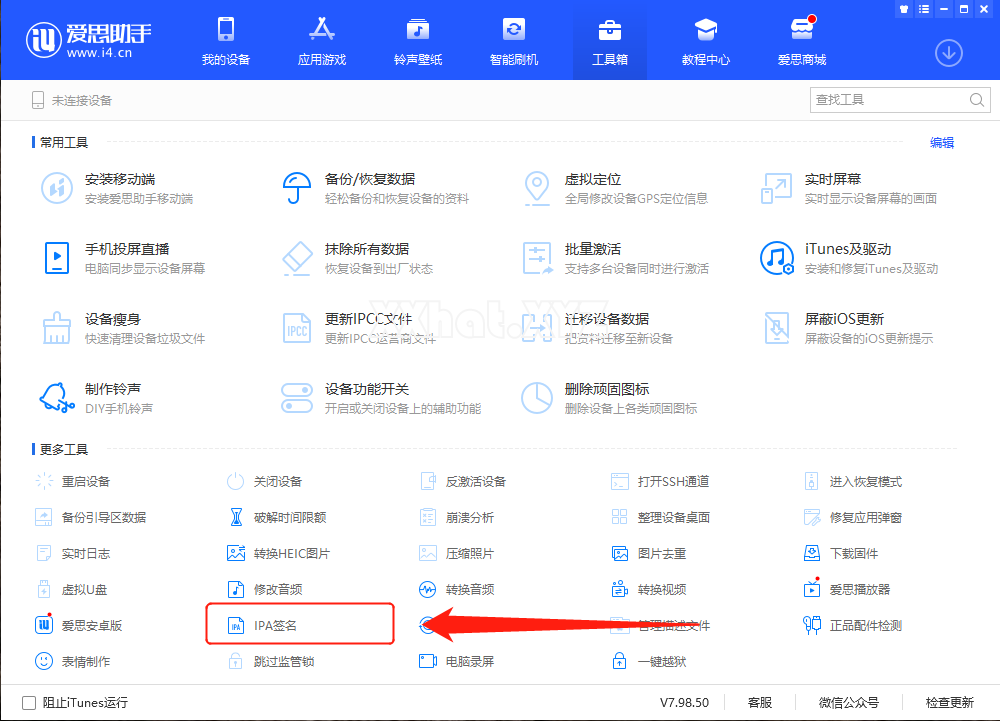 爱思助手
www.i4.cn
我的设备
应用游戏
铃声壁纸
智能刷机
工具箱
教程中心
爱思商城
未连接设备
查找工具
常用工具
编辑
安装移动端
安装爱思助手移动端
备份/恢复数据
轻松备份和恢复设备的资料
虚拟定位
全局修改设备GPS定位信息
实时屏幕
实时显示设备屏幕的画面
手机投屏直播
电脑同步显示设备屏幕
抹除所有数据
恢复设备到出厂状态
批量激活
支持多台设备同时进行激活
iTunes及驱动
安装和修复iTunes及驱动
设备瘦身
快速清理设备垃圾文件
IPCC
更新IPCC文件
更新IPCC运营商文件
迁移设备数据
把资料迁移至新设备
屏蔽iOS更新
屏蔽设备的iOS更新提示
制作铃声
DIY手机铃声
设备功能开关
开启或关闭设备上的辅助功能
删除顽固图标
删除设备上各类顽固图标
更多工具
重启设备
关闭设备
反激活设备
打开SSH通道
进入恢复模式
备份引导区数据
破解时间限额
崩溃分析
整理设备桌面
修复应用弹窗
实时日志
转换HEIC图片
压缩照片
图片去重
下载固件
虚拟U盘
修改音频
转换音频
转换视频
爱思播放器
爱思安卓版
IPA
IPA签名
管理描述文件
正品配件检测
表情制作
跳过监管锁
电脑录屏
一键越狱
阻止iTunes运行
V7.98.50
客服
微信公众号
检查更新